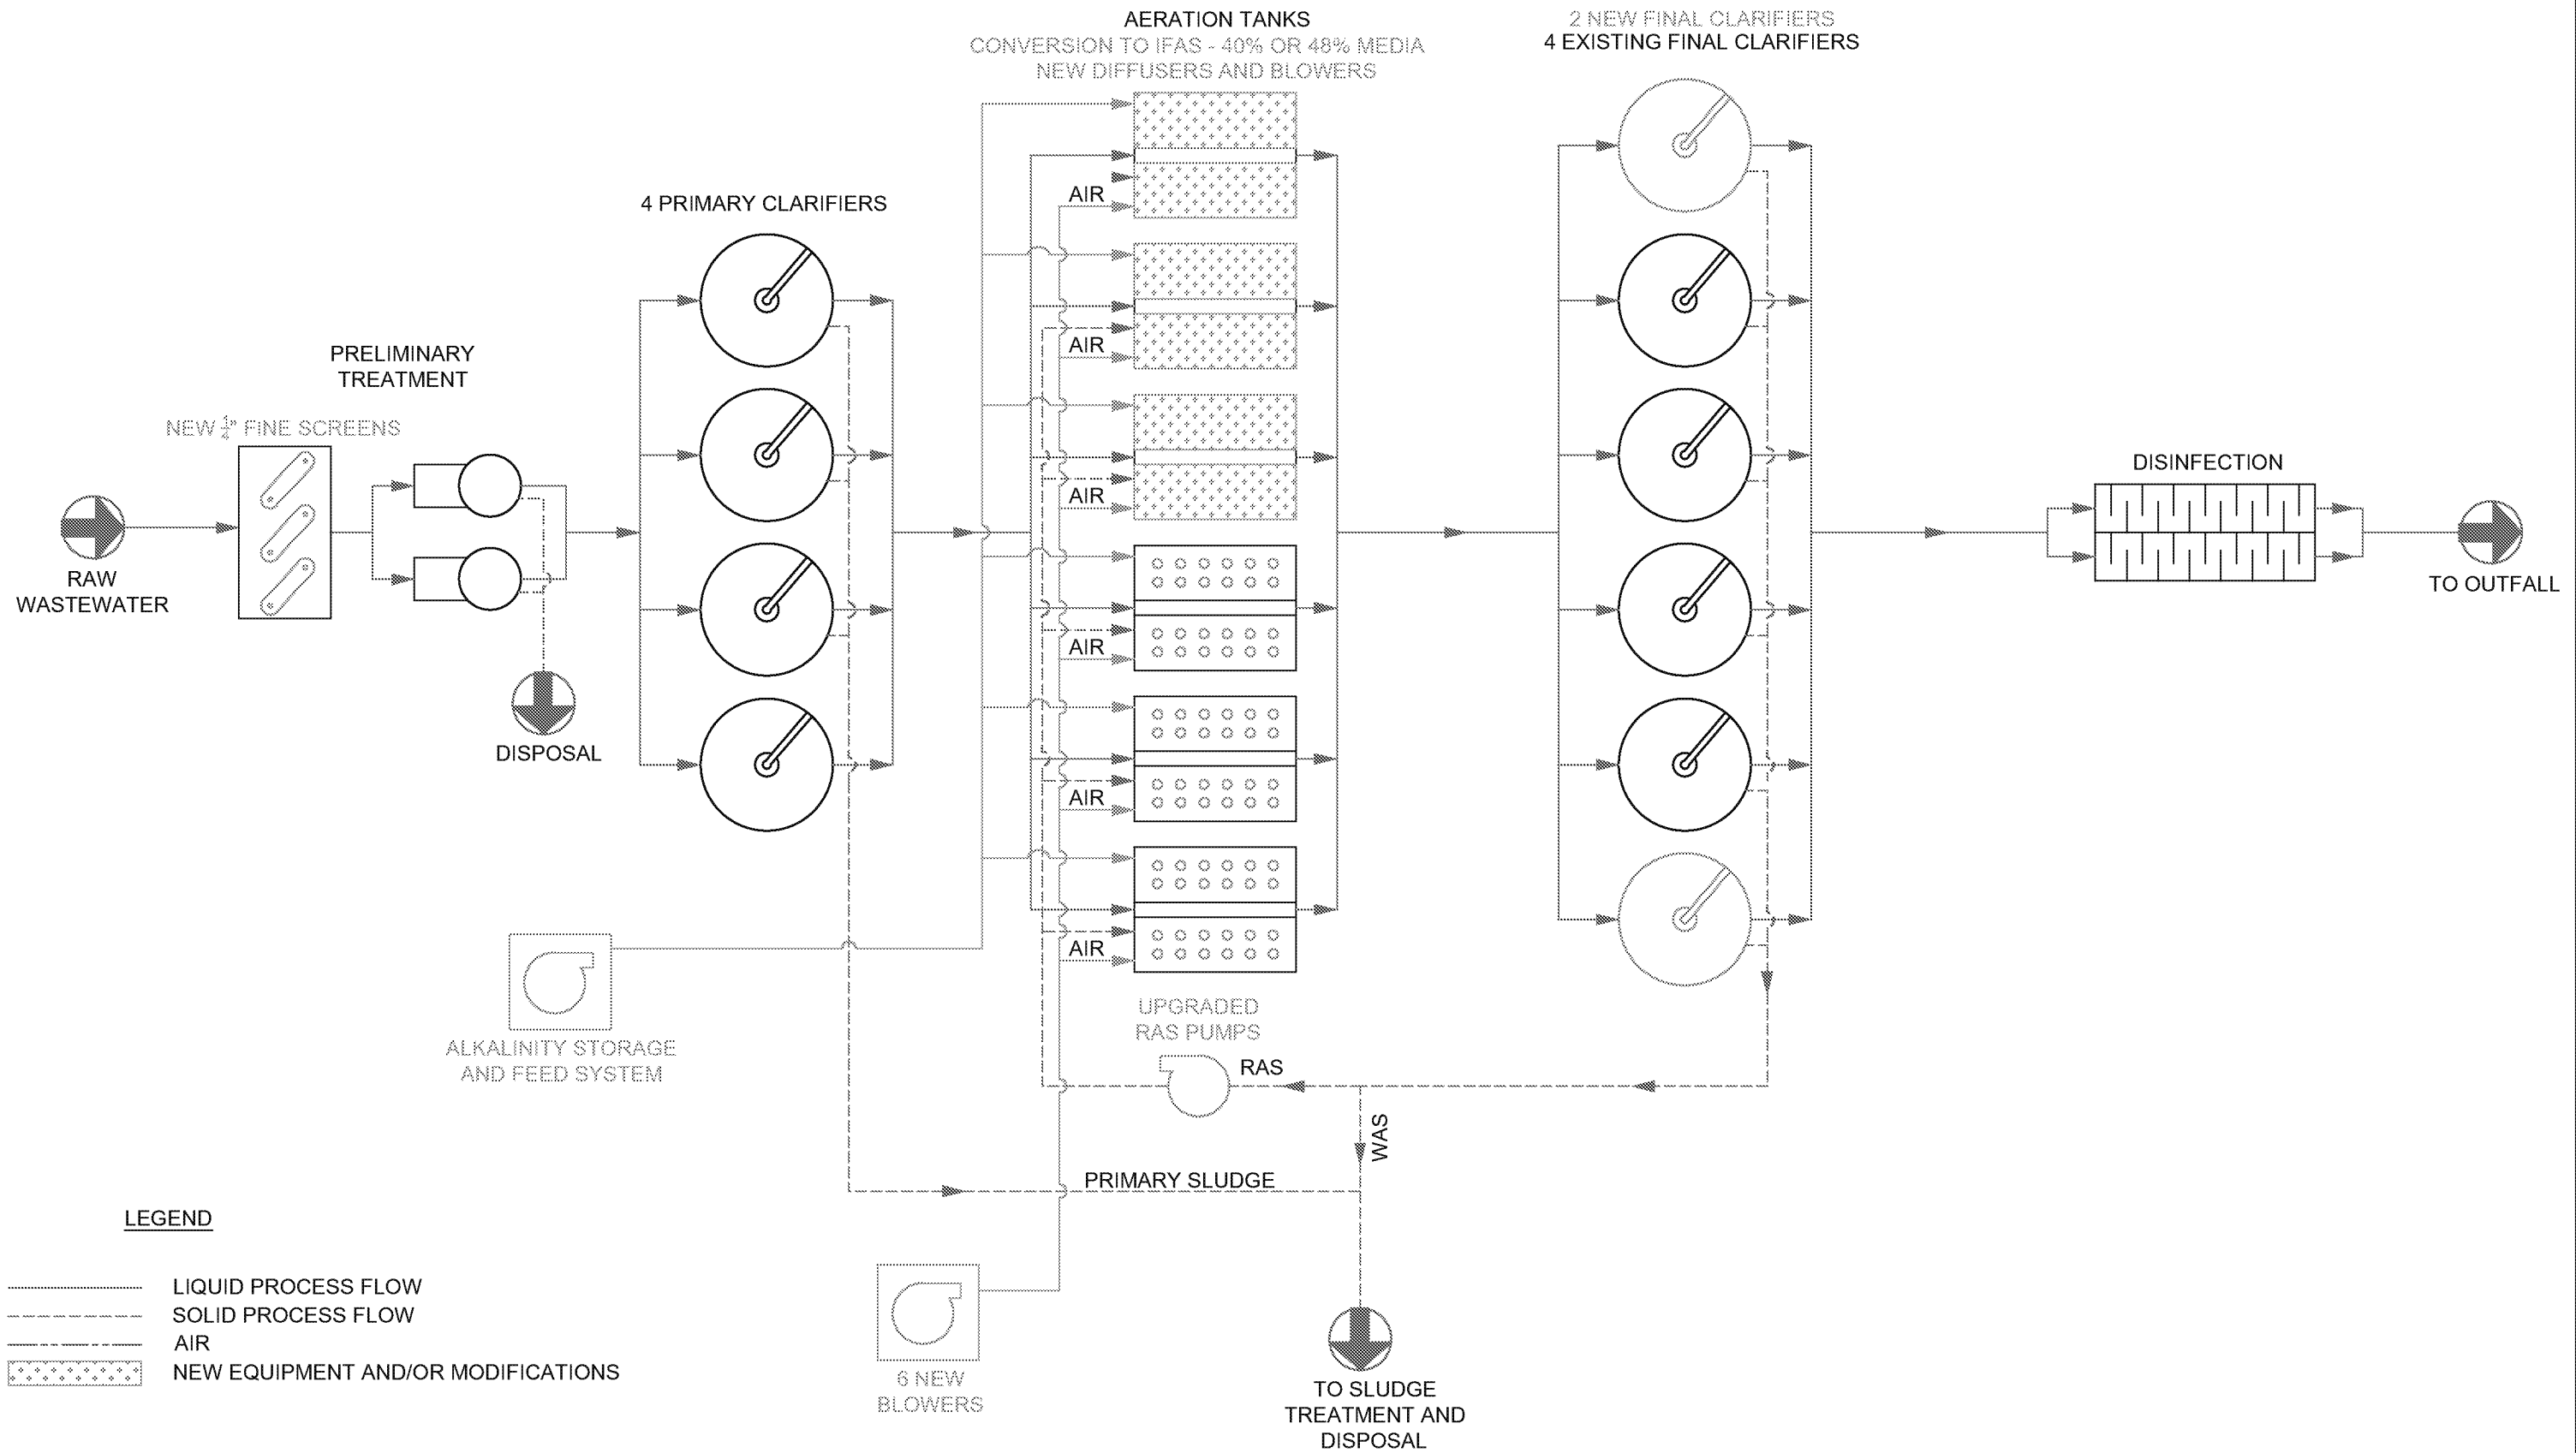 AERATION TANKS
CONVERSION TO IFAS - 40% OR 48% MEDIA
NEW DIFFUSERS AND BLOWERS
2 NEW FINAL CLARIFIERS
4 EXISTING FINAL CLARIFIERS
4 PRIMARY CLARIFIERS
PRELIMINARY
TREATMENT
NEW 1/4" FINE SCREENS
RAW
WASTEWATER
DISPOSAL
AIR
AIR
AIR
AIR
AIR
AIR
DISINFECTION
TO OUTFALL
ALKALINITY STORAGE
AND FEED SYSTEM
UPGRADED
RAS PUMPS
RAS
WAS
PRIMARY SLUDGE
6 NEW
BLOWERS
TO SLUDGE
TREATMENT AND
DISPOSAL
LEGEND
LIQUID PROCESS FLOW
SOLID PROCESS FLOW
AIR
NEW EQUIPMENT AND/OR MODIFICATIONS